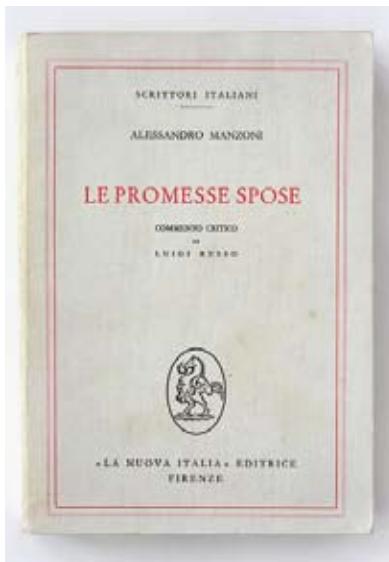 SCRITTORI ITALIANI
ALESSANDRO MANZONI
LE PROMESSE SPOSE
COMMENTO CRITICO
DI
LUIGI RUSSO
«LA NUOVA ITALIA» EDITRICE
FIRENZE